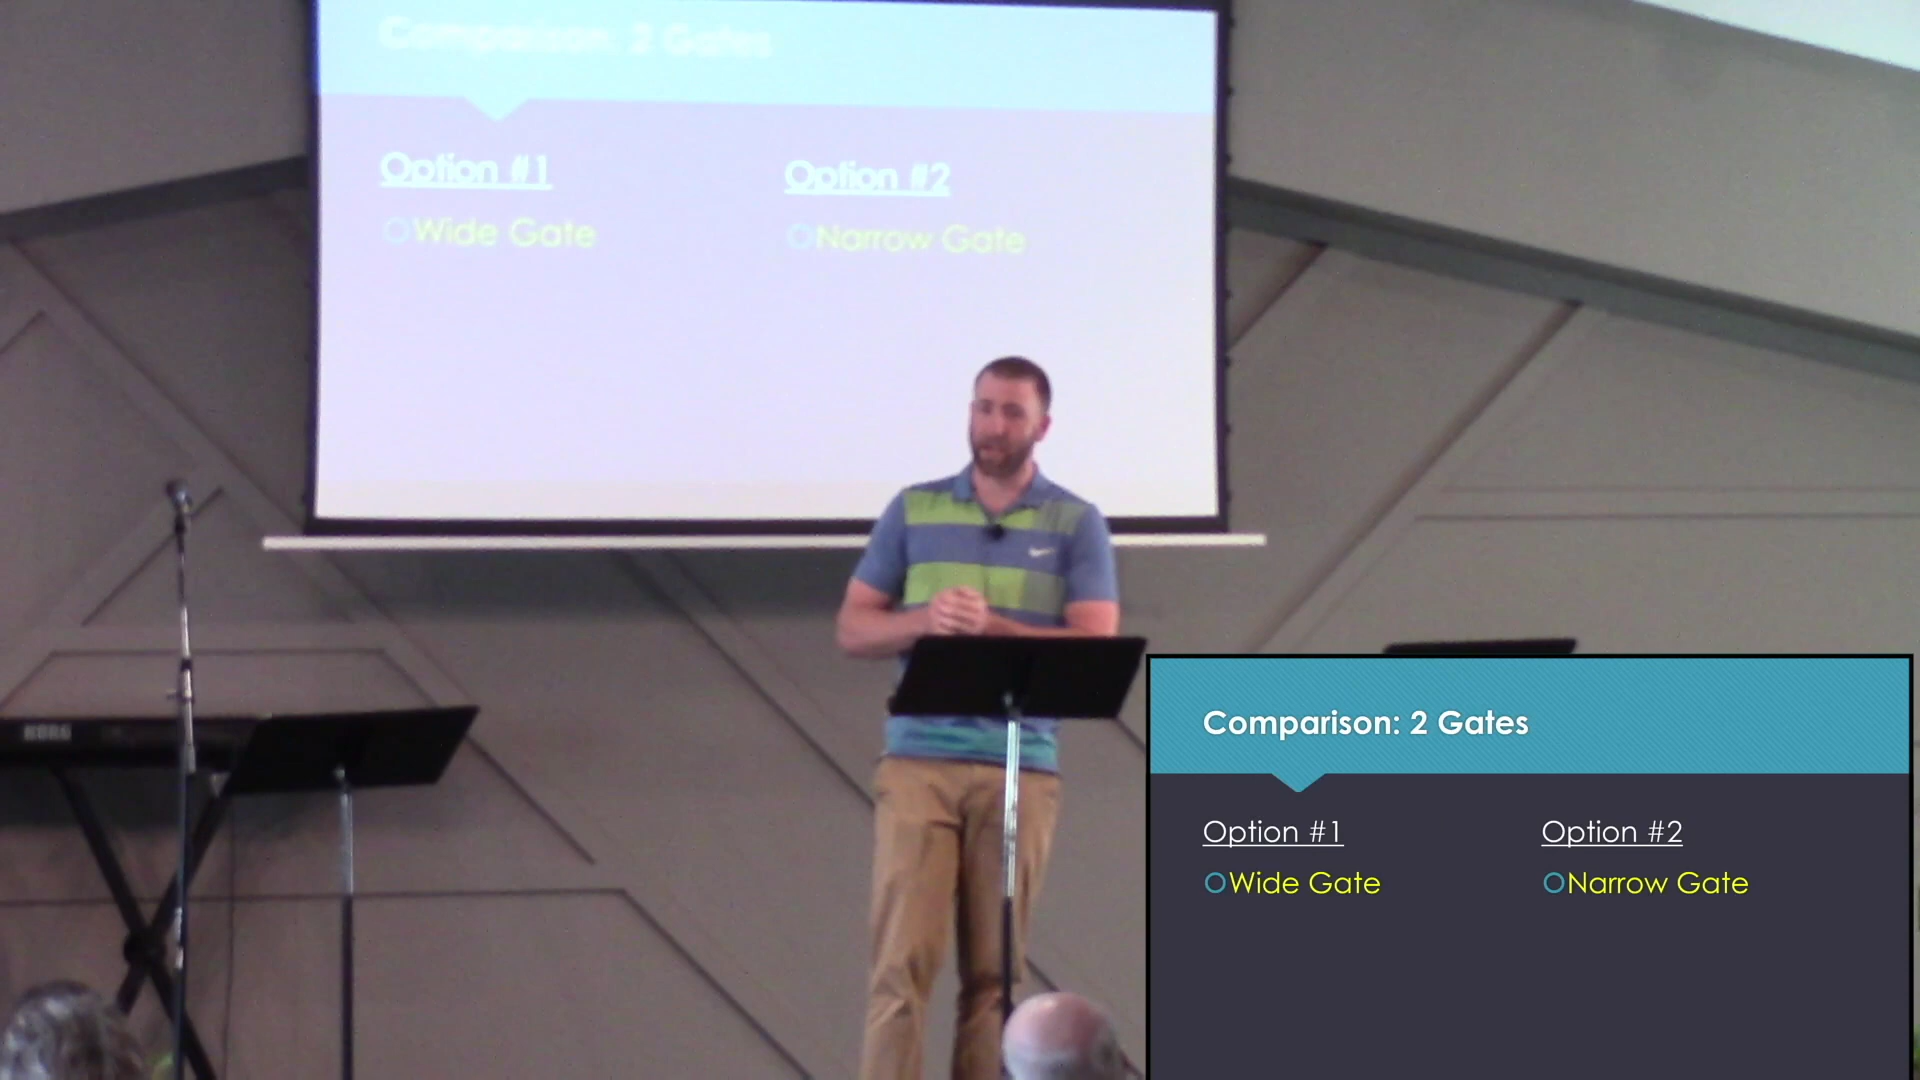 Comparison: 2 Gates
Option #1
Option #2
Wide Gate
Narrow Gate
KORG
Comparison: 2 Gates
Option #1
Option #2
Wide Gate
Narrow Gate